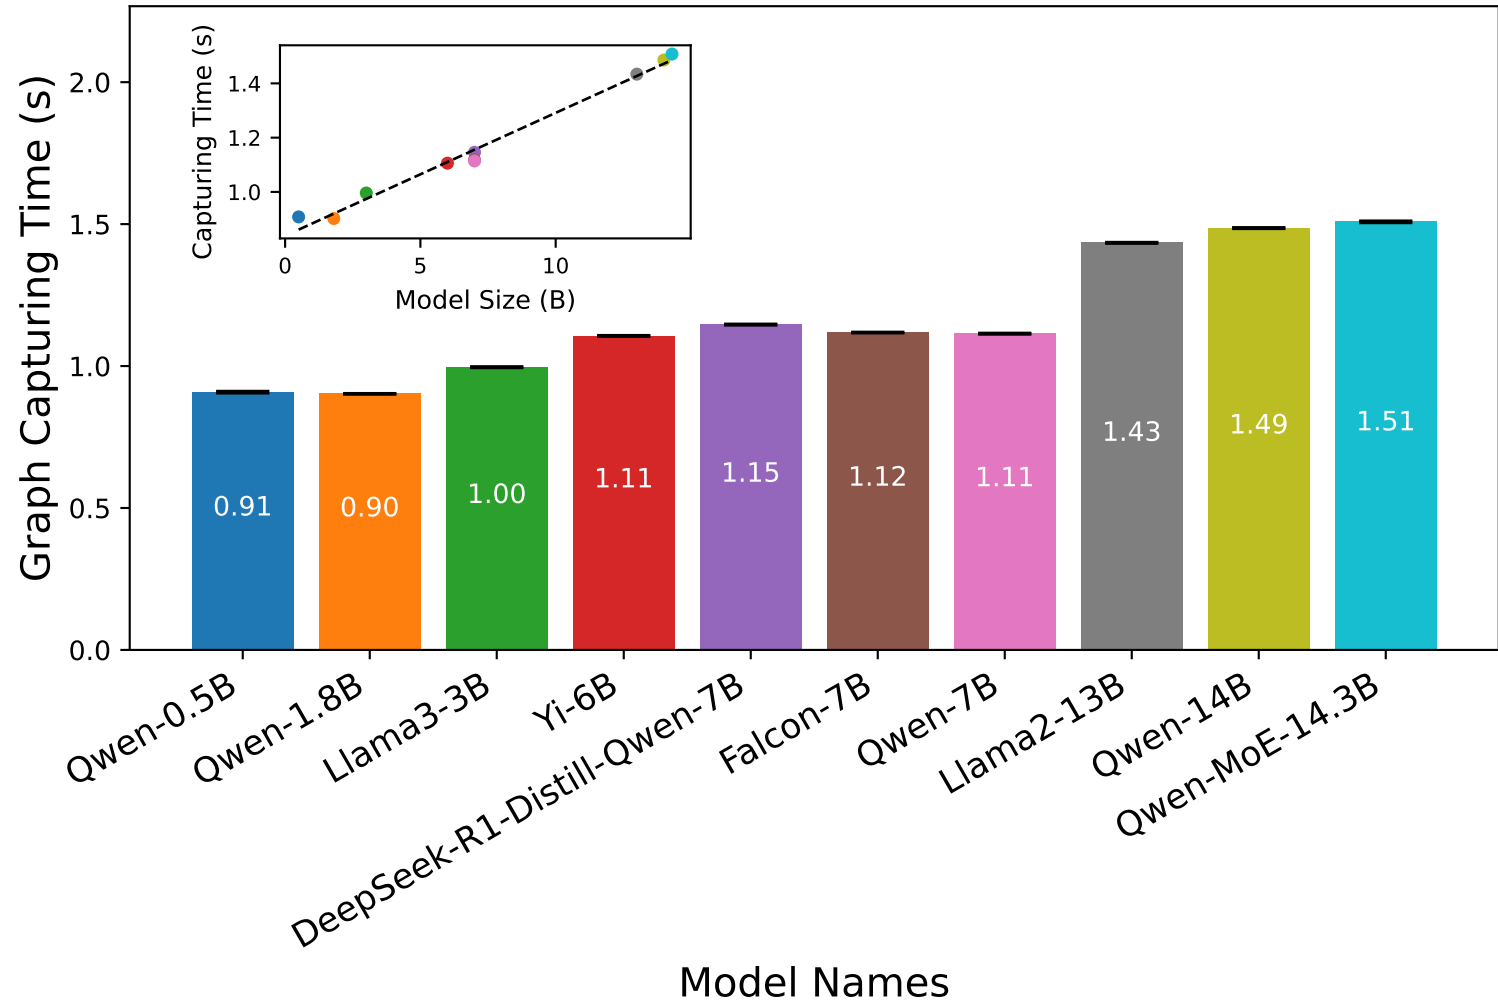 Graph Capturing Time (s)
2.0
1.5
1.0
0.5
0.0
Capturing Time (s)
1.4
1.2
1.0
0
5
10
Model Size (B)
0.91
0.90
1.00
1.11
1.15
1.12
1.11
1.43
1.49
1.51
Qwen-0.5B
Qwen-1.8B
Llama3-3B
Yi-6B
DeepSeek-R1-Distill-Qwen-7B
Falcon-7B
Qwen-7B
Llama2-13B
Qwen-14B
Qwen-MoE-14.3B
Model Names